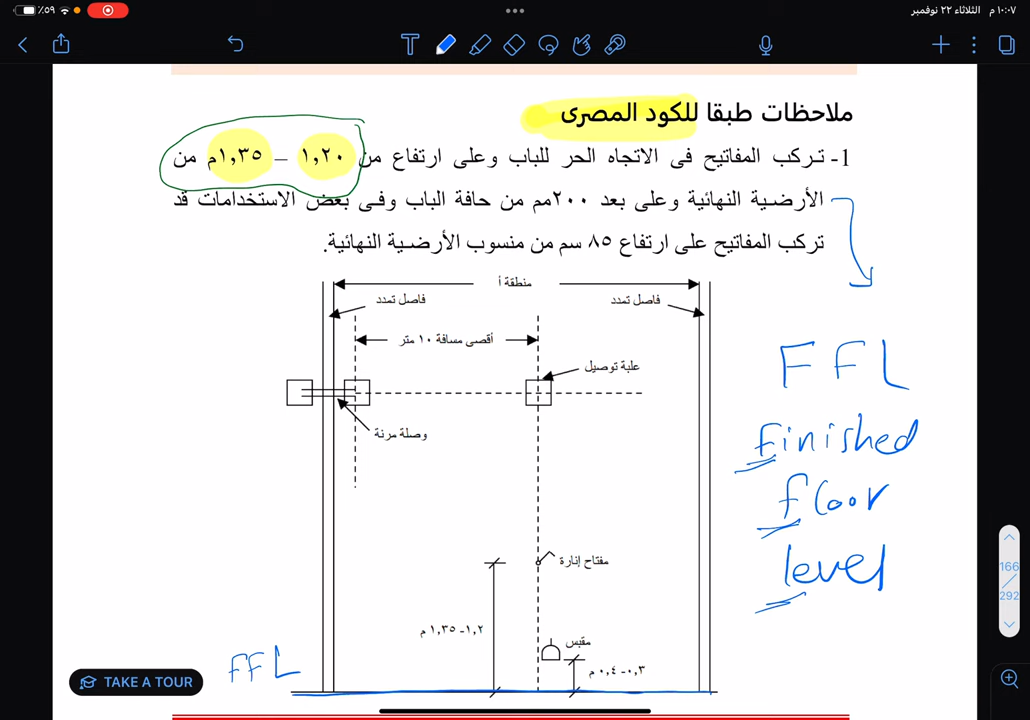 ١٠:٠٧ م الثلاثاء ٢٢ نوفمبر
٥٩٪
ملاحظات طبقا للكود المصرى
1- تركب المفاتيح فى الاتجاه الحر للباب وعلى ارتفاع من ١,٢٠ – ١,٣٥م من
الأرضية النهائية وعلى بعد ٢٠٠مم من حافة الباب وفى بعض الاستخدامات قد
تركب المفاتيح على ارتفاع ٨٥ سم من منسوب الأرضية النهائية.
منطقة أ
فاصل تمدد
فاصل تمدد
أقصى مسافة ١٠ متر
علبة توصيل
وصلة مرنة
FFL
Finished
floor
level
مفتاح إنارة
١,٢-١,٣٥ م
مقبس
٠,٣-٠,٤ م
FFL
TAKE A TOUR
166
292